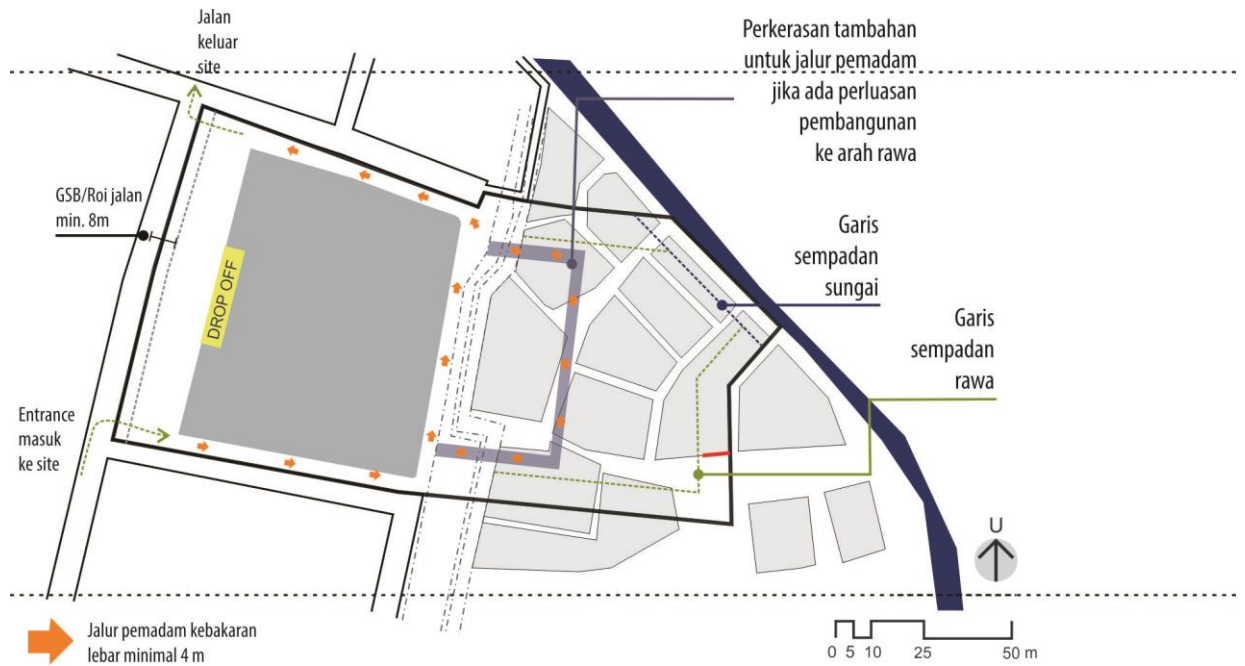 Jalan
keluar
site
Perkerasan tambahan
untuk jalur pemadam
jika ada perluasan
pembangunan
ke arah rawa
GSB/Roi jalan
min. 8m
DROP OFF
Garis
sempadan
sungai
Garis
sempadan
rawa
Entrance
masuk
ke site
U
Jalur pemadam kebakaran
lebar minimal 4 m
0 5 10 25 50 m